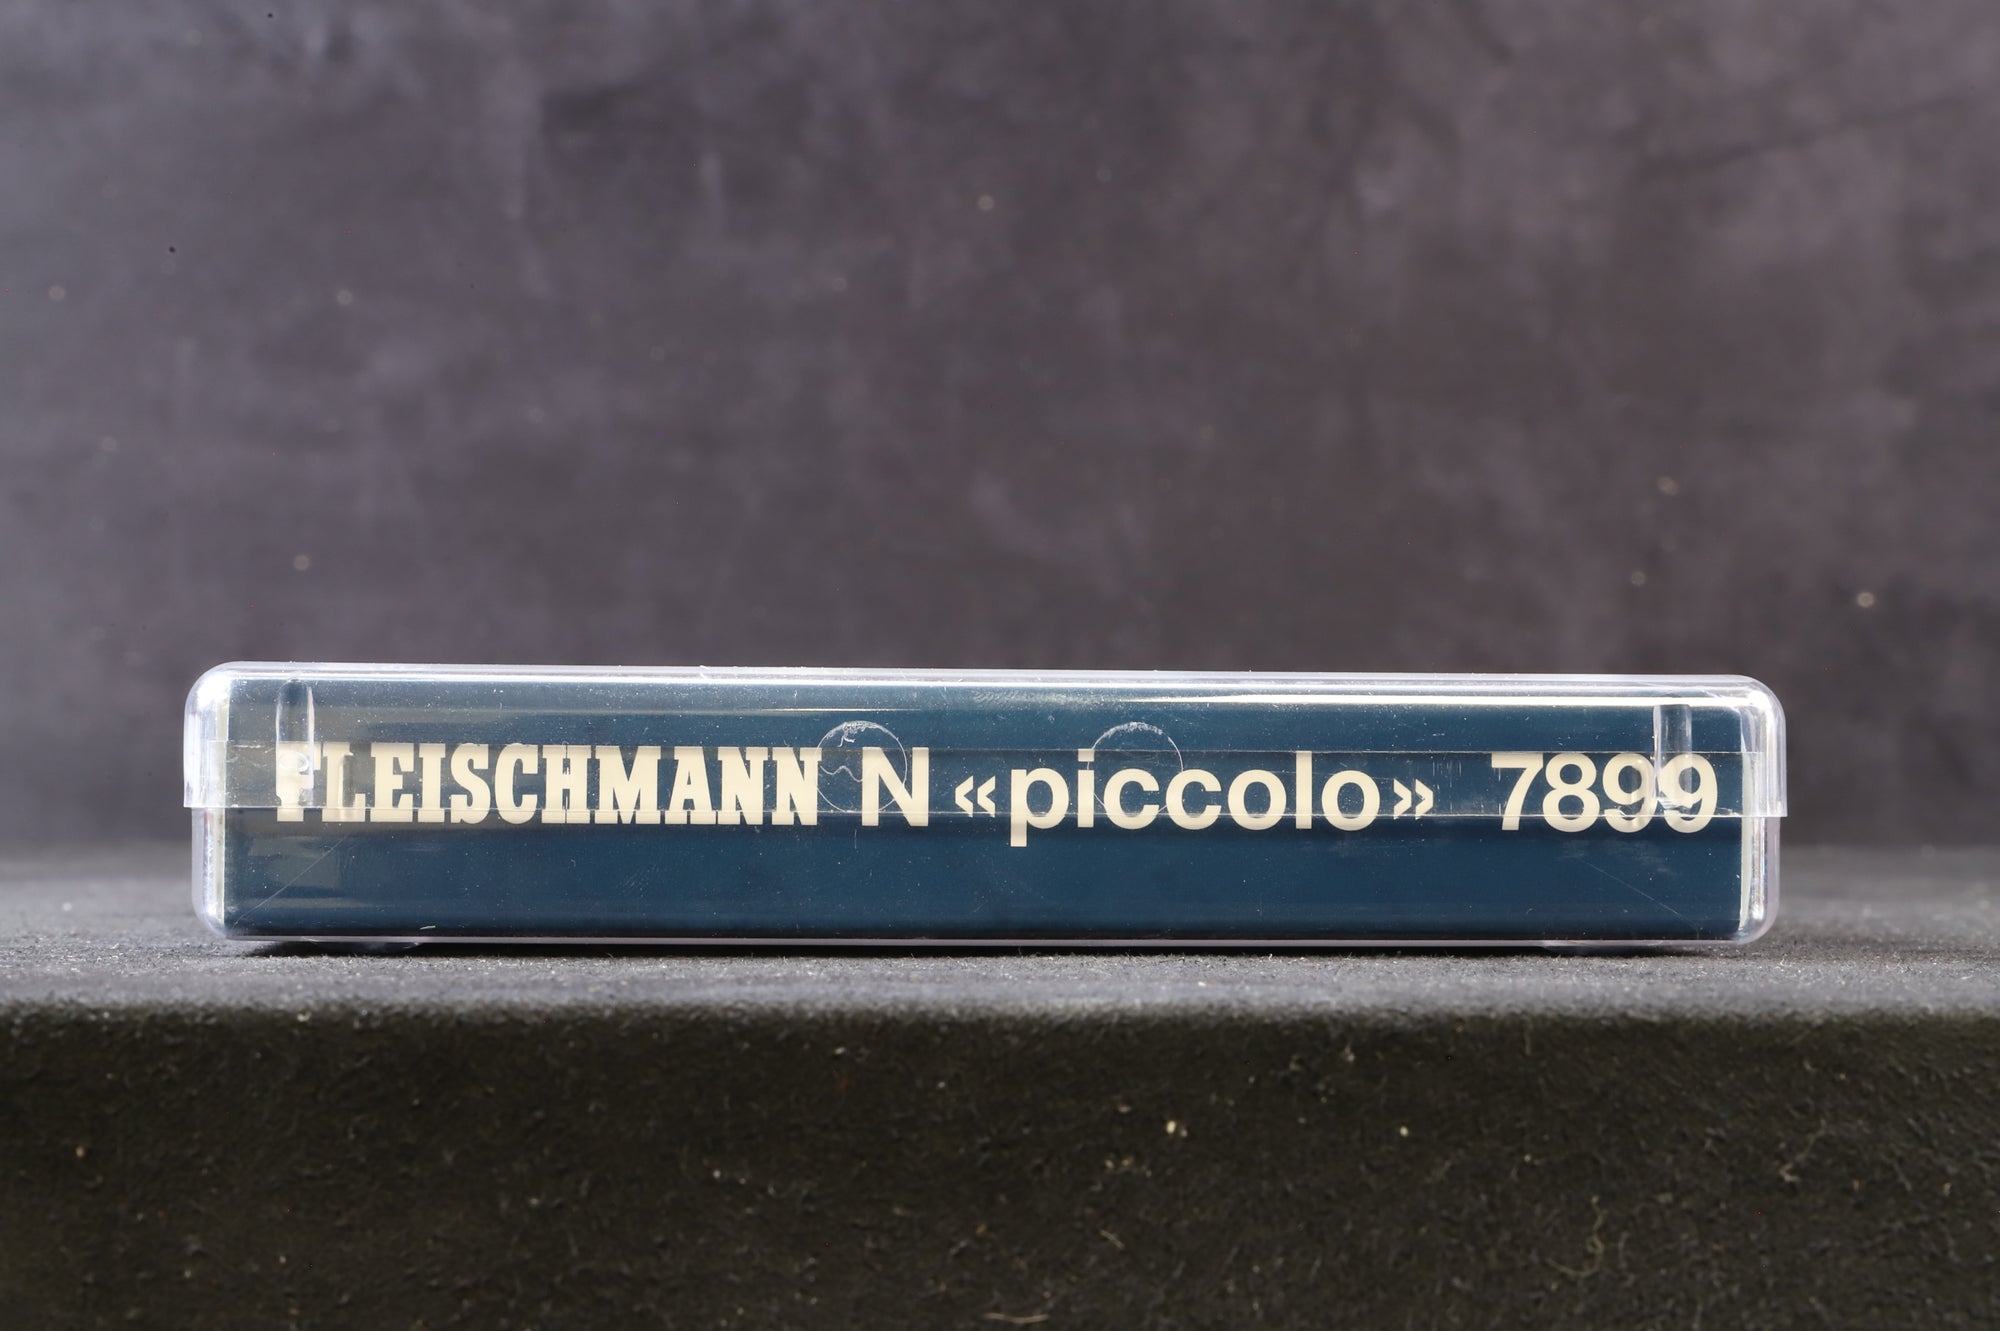 FLEISCHMANN N «piccolo» 7899